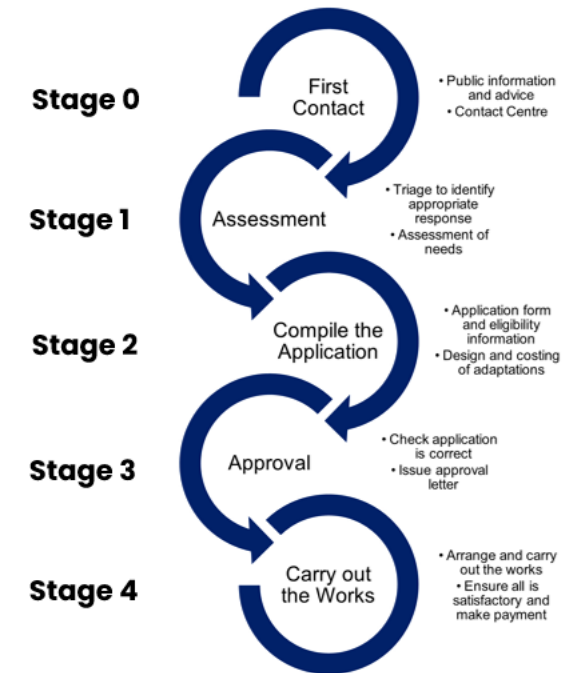 Stage 0
First
Contact
• Public information
and advice
• Contact Centre
Stage 1
Assessment
• Triage to identify
appropriate
response
• Assessment of
needs
Stage 2
Compile the
Application
• Application form
and eligibility
information
• Design and costing
of adaptations
Stage 3
Approval
• Check application
is correct
• Issue approval
letter
Stage 4
Carry out
the Works
• Arrange and carry
out the works
• Ensure all is
satisfactory and
make payment